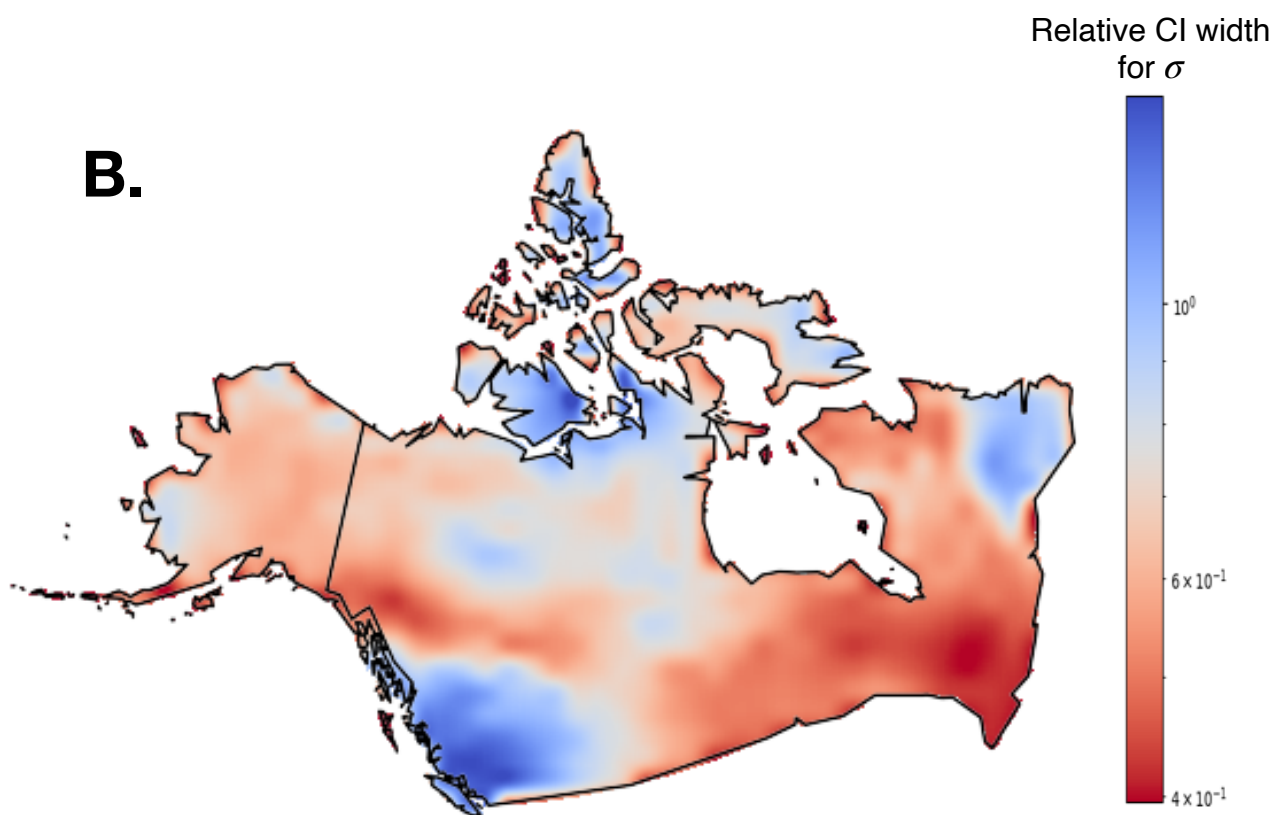 Relative CI width
for σ
B.
10⁰
6 × 10⁻¹
4 × 10⁻¹